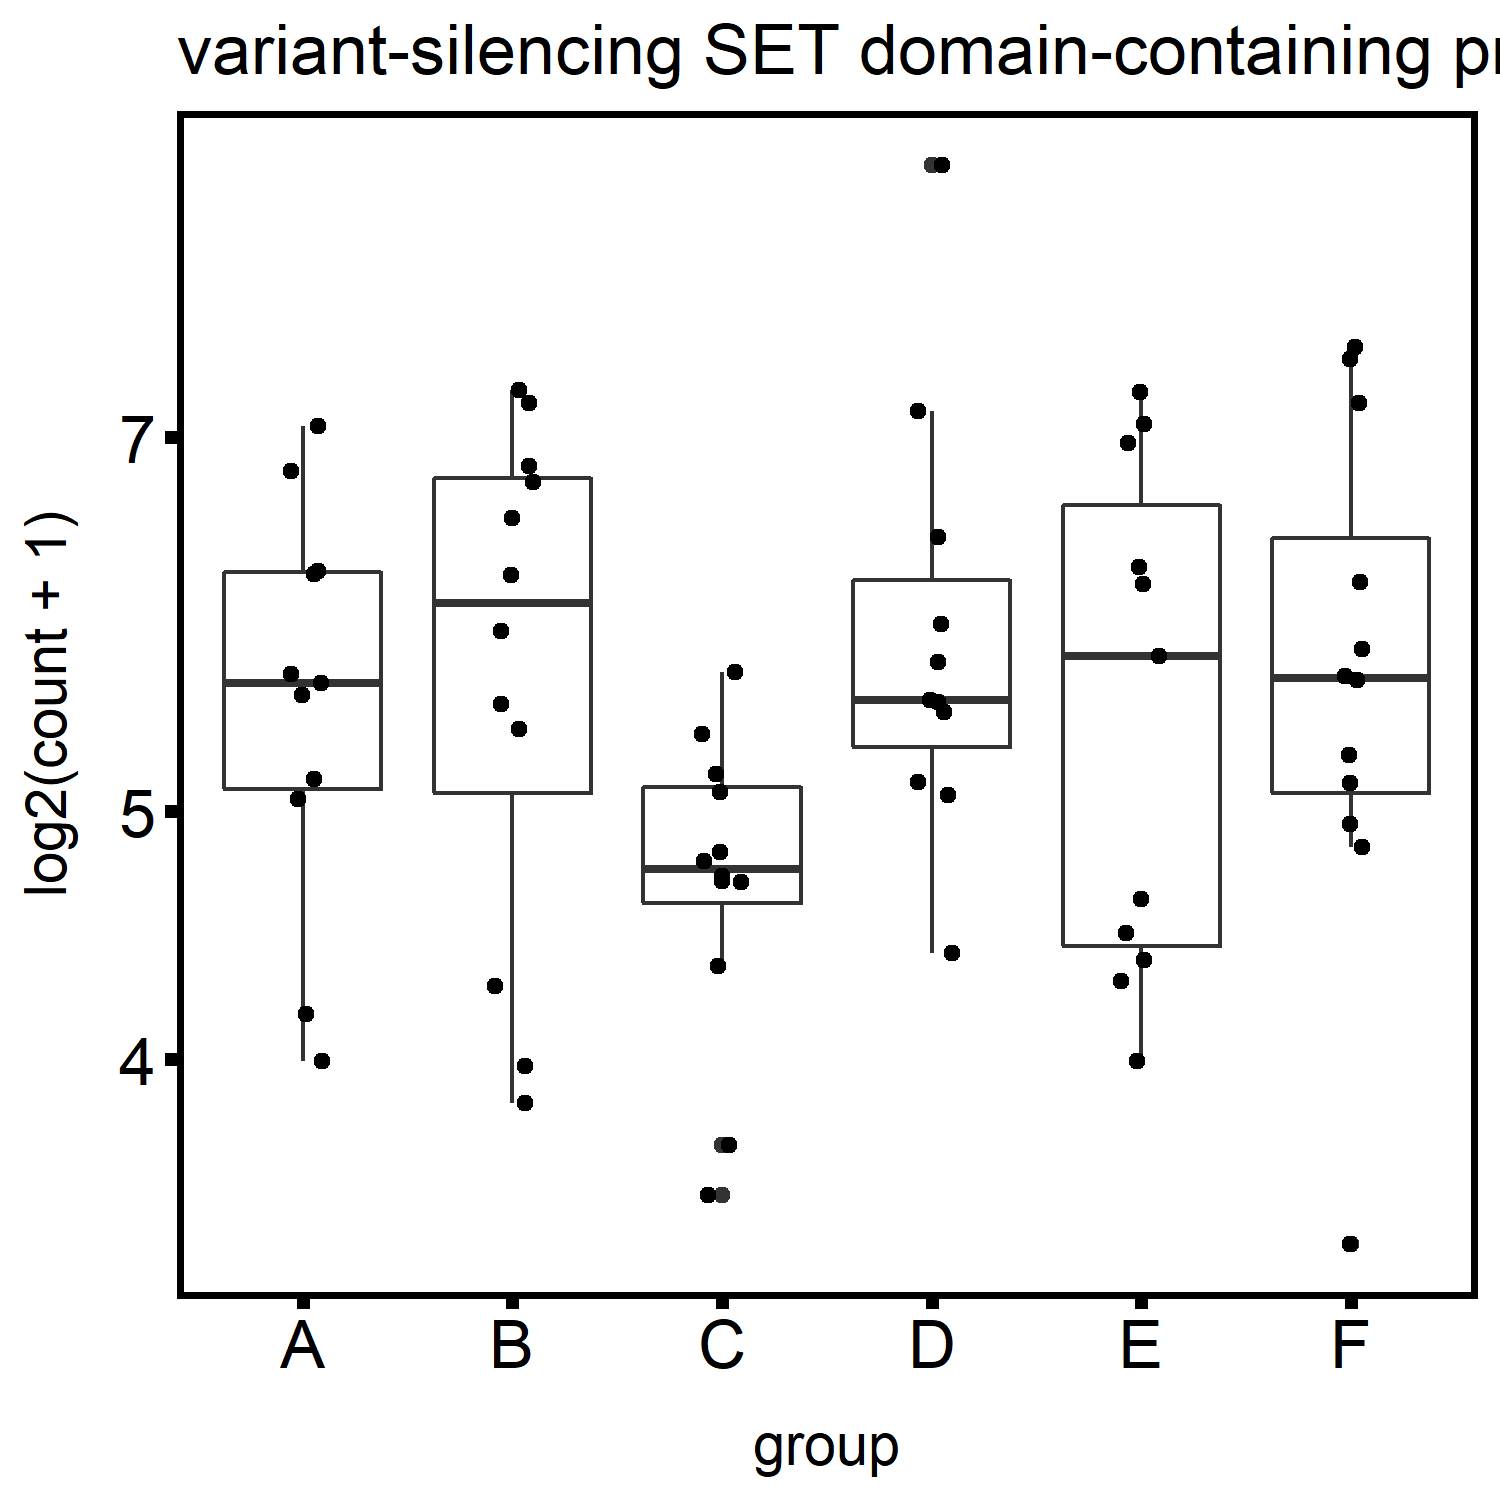 variant-silencing SET domain-containing pr
log2(count + 1)
7
5
4
A B C D E F
group